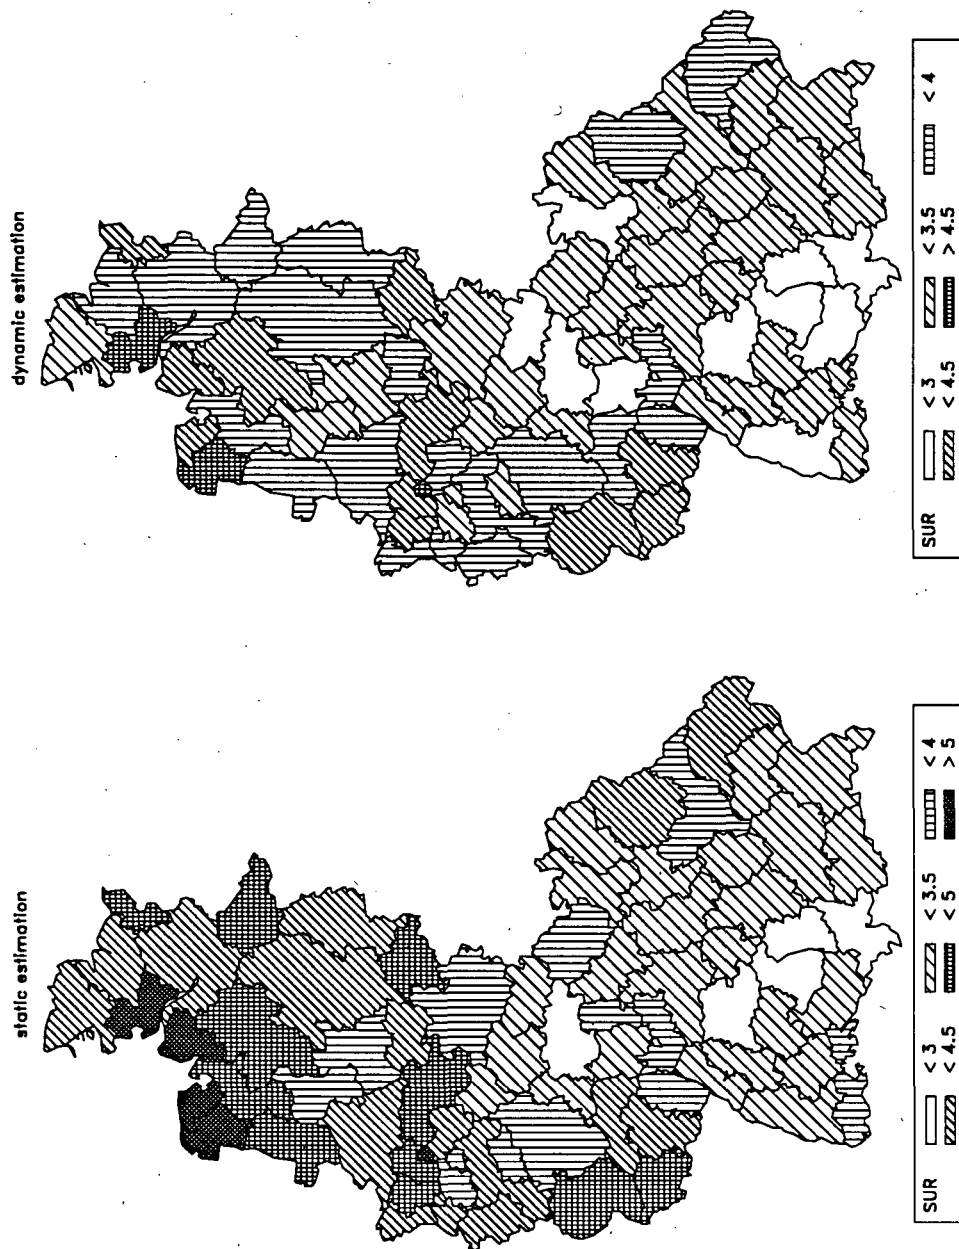 static estimation
SUR
< 3
< 3.5
< 4
< 4.5
< 5
> 5
dynamic estimation
SUR
< 3
< 3.5
< 4
< 4.5
> 4.5